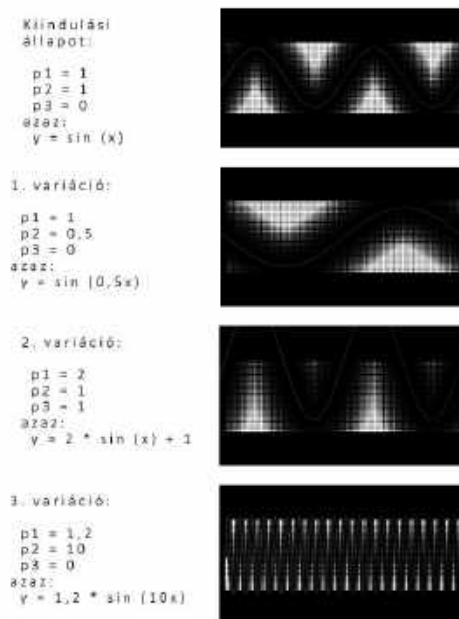 Kiindulási
állapot:
p1 = 1
p2 = 1
p3 = 0
azaz:
y = sin (x)
1. variáció:
p1 = 1
p2 = 0,5
p3 = 0
azaz:
y = sin (0,5x)
2. variáció:
p1 = 2
p2 = 1
p3 = 1
azaz:
y = 2 * sin (x) + 1
3. variáció:
p1 = 1,2
p2 = 10
p3 = 0
azaz:
y = 1,2 * sin (10x)